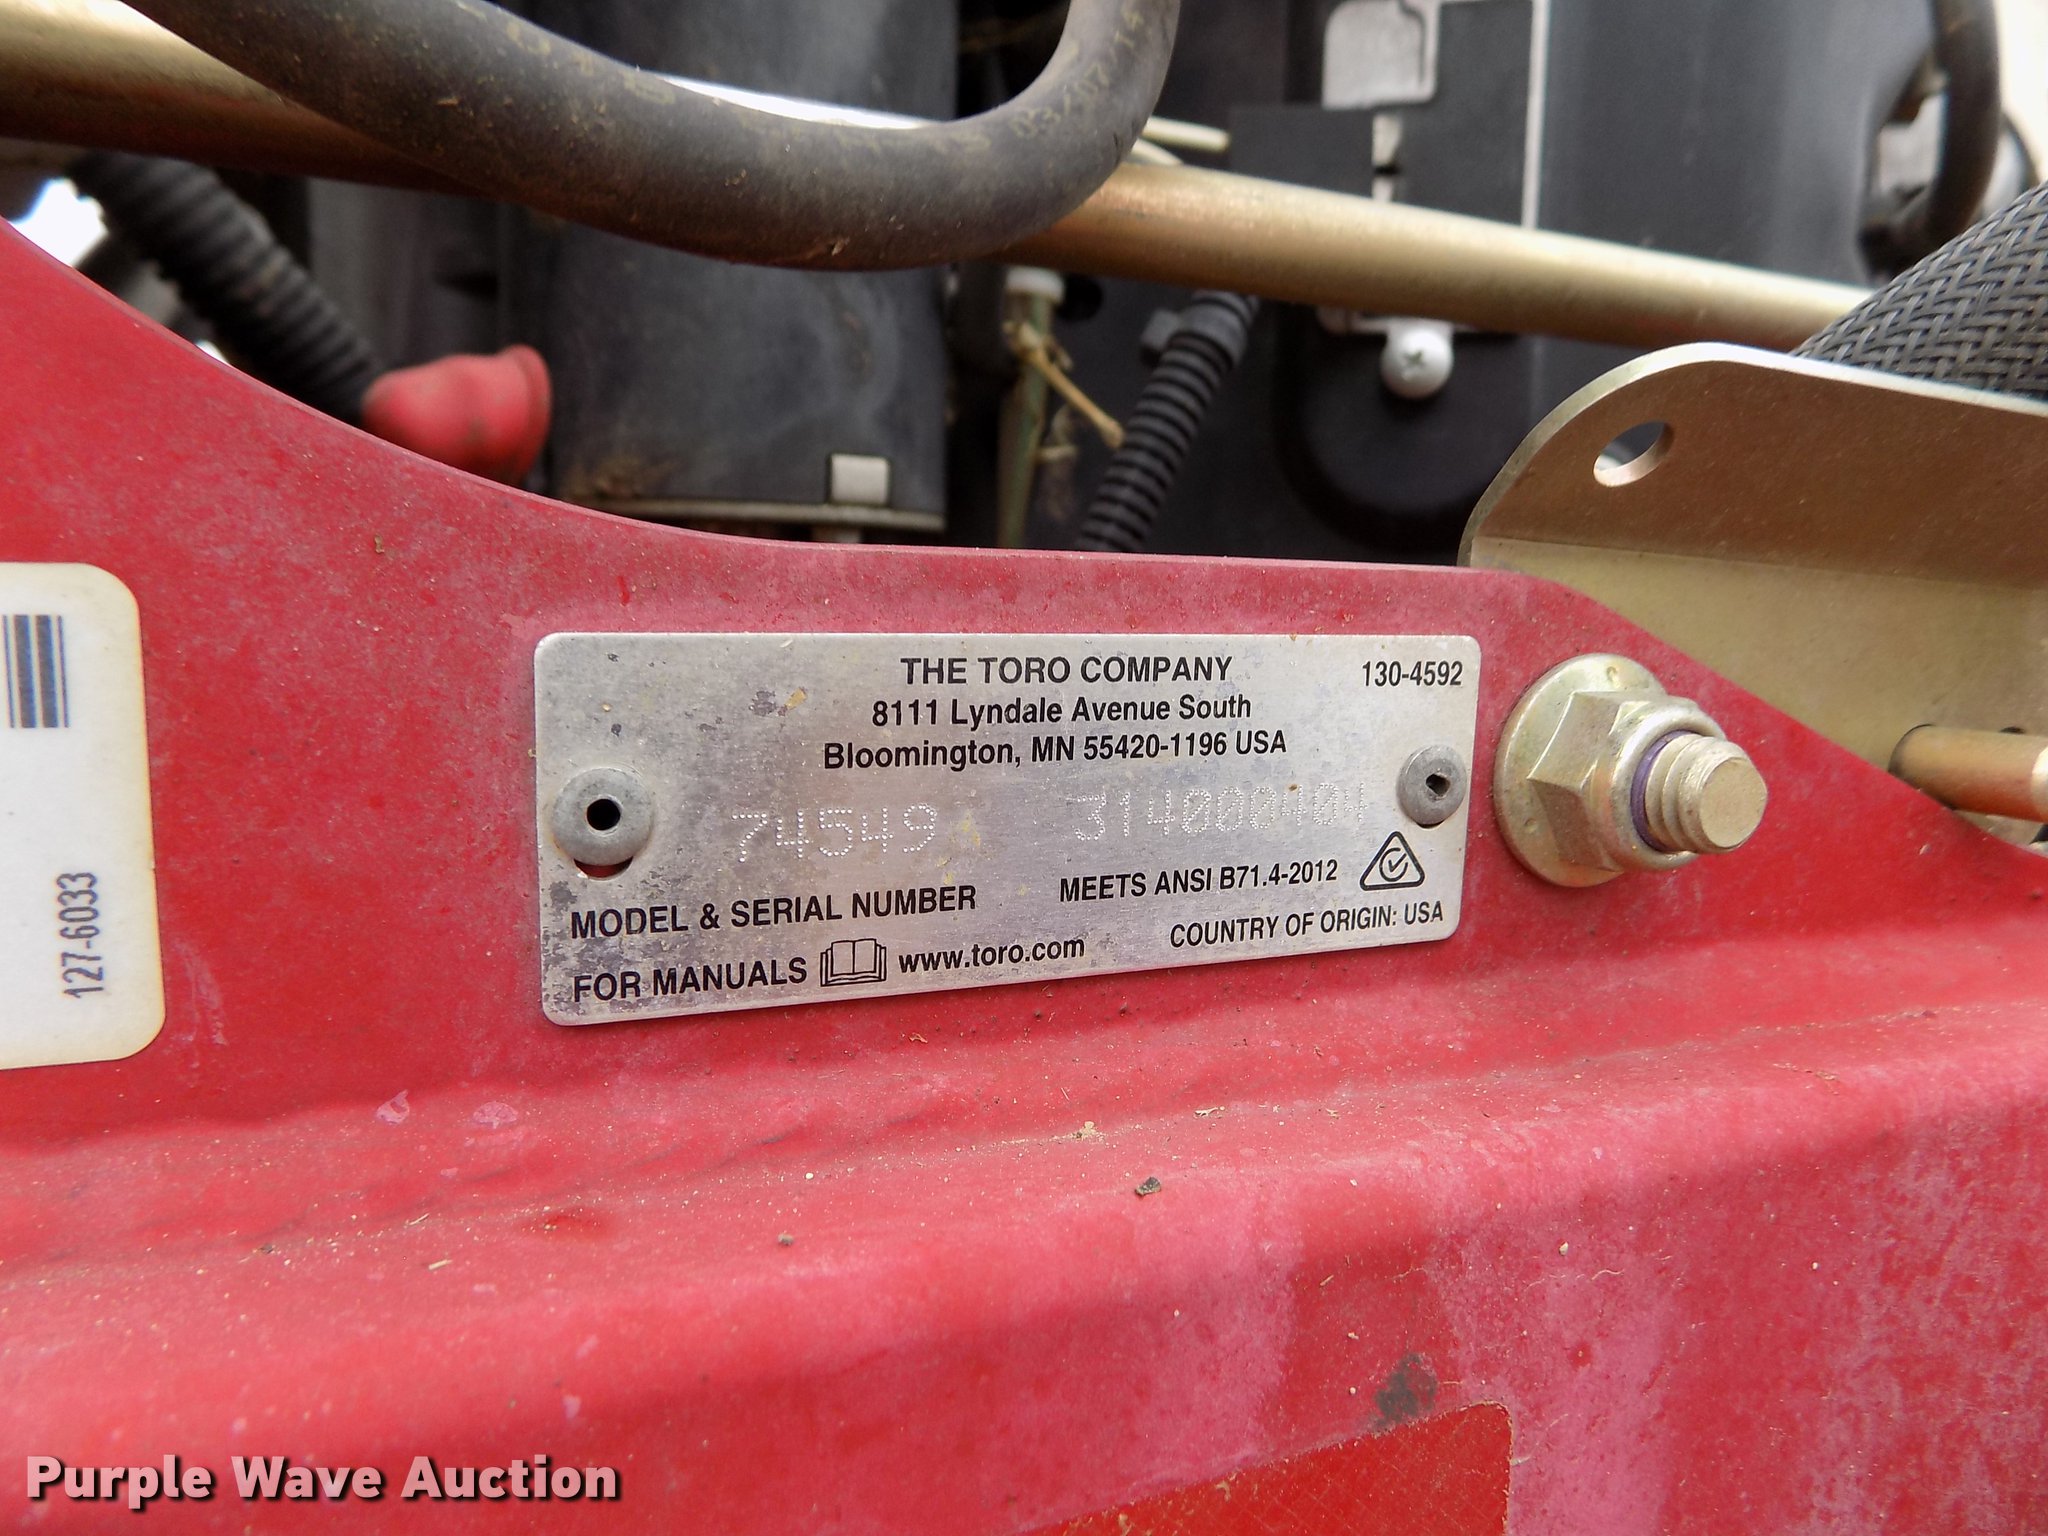 THE TORO COMPANY
130-4592
8111 Lyndale Avenue South
Bloomington, MN 55420-1196 USA
74549 314000404
MODEL & SERIAL NUMBER
MEETS ANSI B71.4-2012
FOR MANUALS www.toro.com
COUNTRY OF ORIGIN: USA
127-6033
Purple Wave Auction